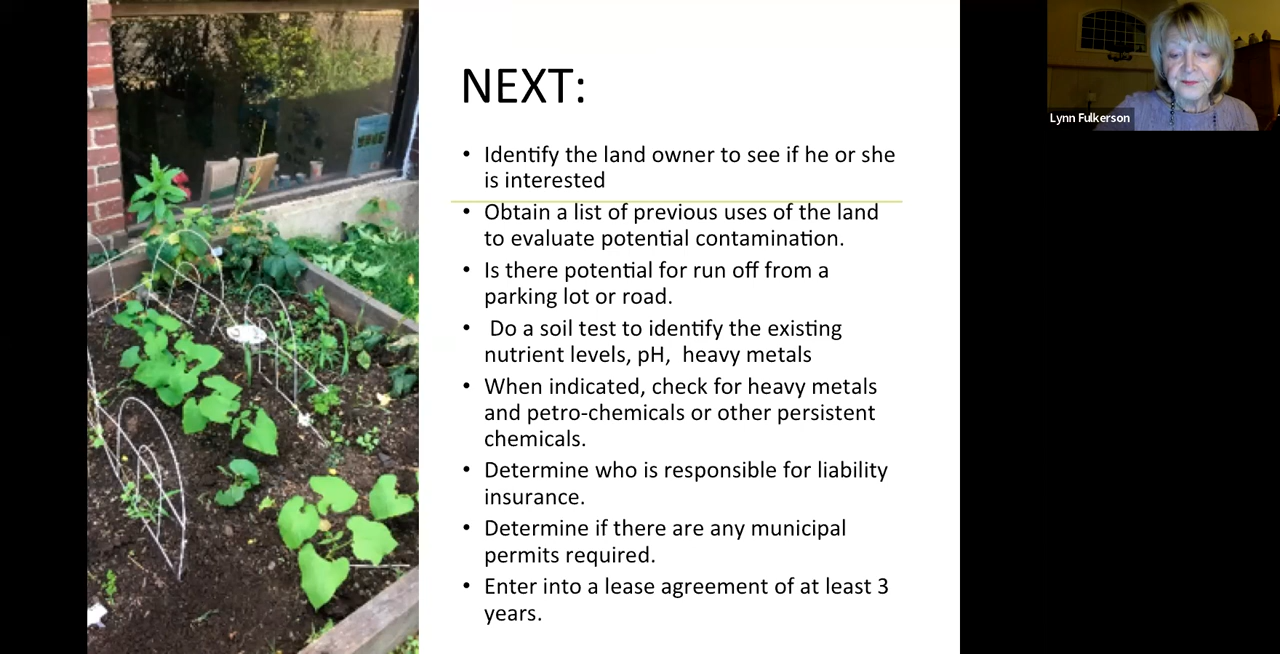 NEXT:
• Identify the land owner to see if he or she
is interested
• Obtain a list of previous uses of the land
to evaluate potential contamination.
• Is there potential for run off from a
parking lot or road.
• Do a soil test to identify the existing
nutrient levels, pH, heavy metals
• When indicated, check for heavy metals
and petro-chemicals or other persistent
chemicals.
• Determine who is responsible for liability
insurance.
• Determine if there are any municipal
permits required.
• Enter into a lease agreement of at least 3
years.
Lynn Fulkerson